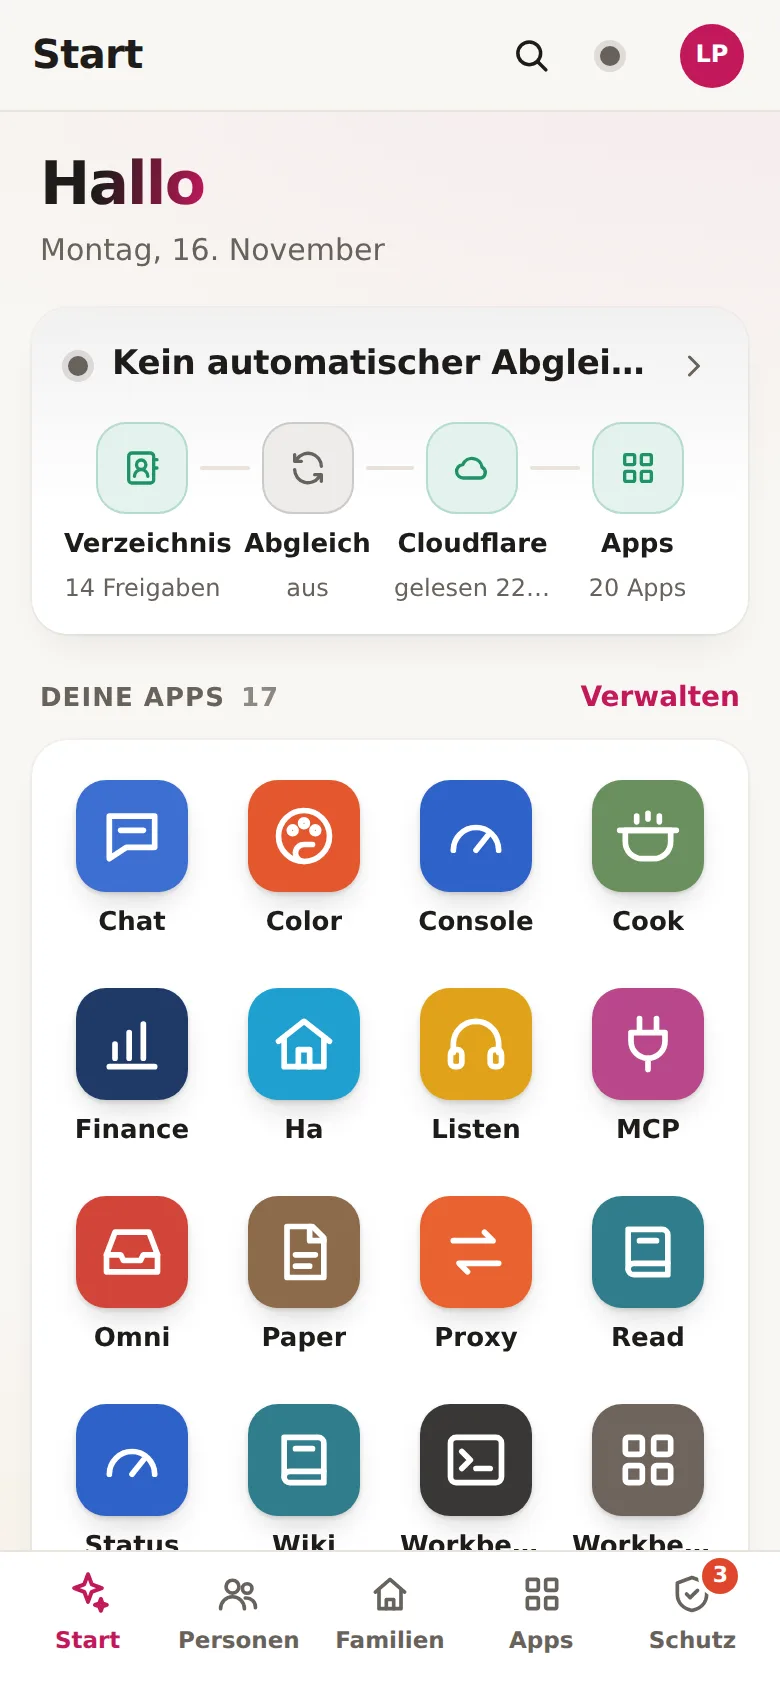 Start
LP
Hallo
Montag, 16. November
Kein automatischer Abglei...
Verzeichnis Abgleich Cloudflare Apps
14 Freigaben aus gelesen 22... 20 Apps
DEINE APPS 17 Verwalten
Chat Color Console Cook
Finance Ha Listen MCP
Omni Paper Proxy Read
Status Wiki Workbe... Workbe...
3
Start Personen Familien Apps Schutz